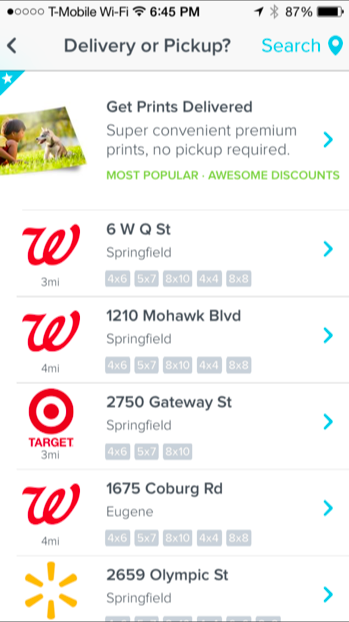 T-Mobile Wi-Fi 6:45 PM 87%
Delivery or Pickup? Search
Get Prints Delivered
Super convenient premium
prints, no pickup required.
MOST POPULAR · AWESOME DISCOUNTS
6 W Q St
Springfield
3mi 4x6 5x7 8x10 4x4 8x8
1210 Mohawk Blvd
Springfield
4mi 4x6 5x7 8x10 4x4 8x8
2750 Gateway St
Springfield
TARGET
3mi 4x6 5x7 8x10
1675 Coburg Rd
Eugene
4mi 4x6 5x7 8x10 4x4 8x8
2659 Olympic St
Springfield